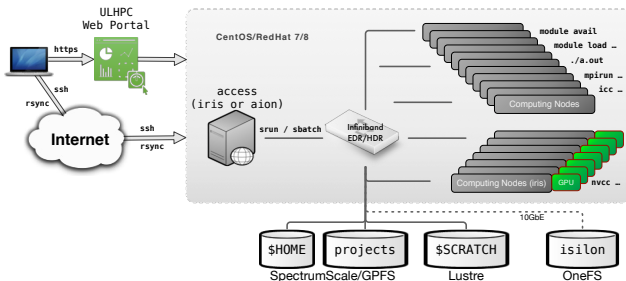 ULHPC
Web Portal
https
ssh
rsync
Internet
ssh
rsync
CentOS/RedHat 7/8
access
(iris or aion)
srun / sbatch
Infiniband
EDR/HDR
module avail
module load …
./a.out
mpirun …
icc …
Computing Nodes
Computing Nodes (iris)
GPU
nvcc …
10GbE
$HOME
projects
$SCRATCH
isilon
SpectrumScale/GPFS
Lustre
OneFS